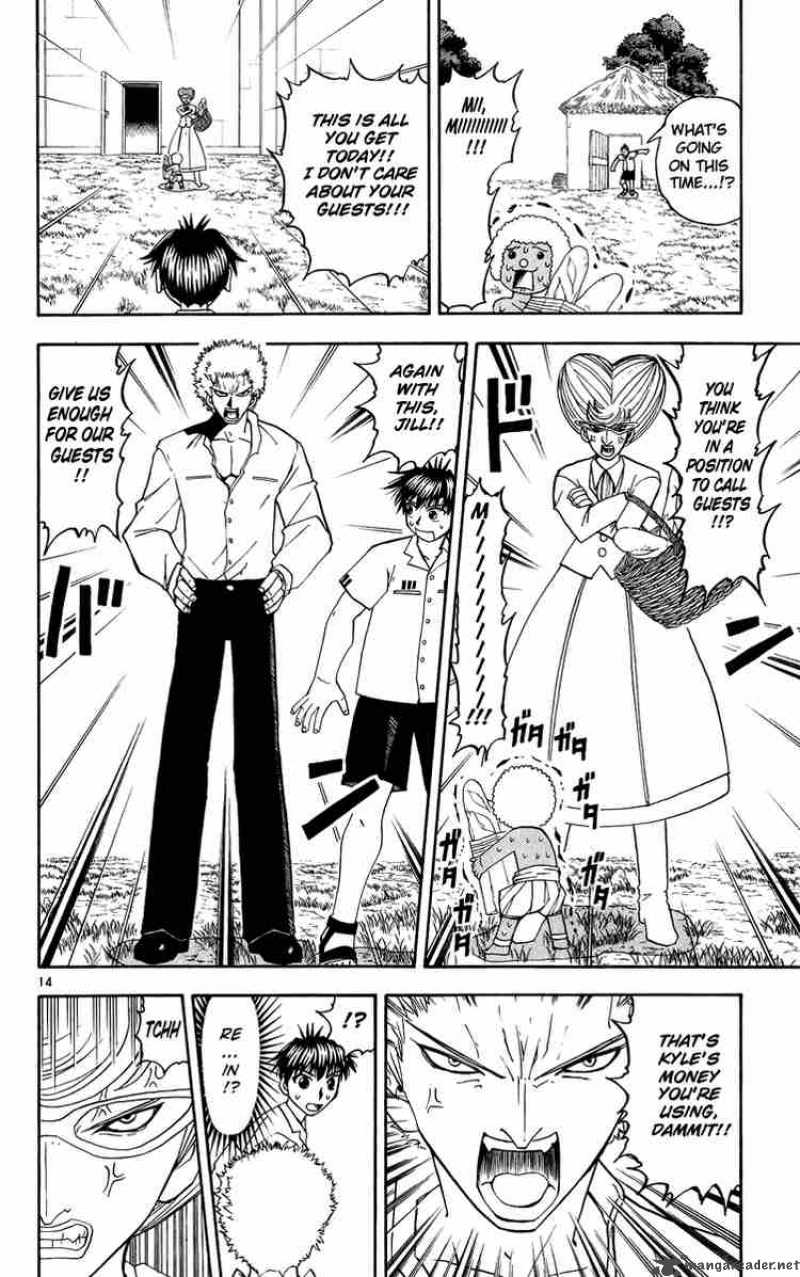 MII,
MIIIIIIIIIII
!!!
WHAT'S
GOING
ON THIS
TIME...!?
THIS IS ALL
YOU GET
TODAY!!
I DON'T CARE
ABOUT YOUR
GUESTS!!!
YOU
THINK
YOU'RE
IN A
POSITION
TO CALL
GUESTS
!!?
ド
ガタ
ガタ
ガタ
ガタ
ガタ
ガタ
AGAIN
WITH
THIS,
JILL!!
GIVE US
ENOUGH
FOR OUR
GUESTS
!!
バ
ン
14
THAT'S
KYLE'S
MONEY
YOU'RE
USING,
DAMMIT!!
!?
RE
...
IN!?
TCHH
mangareader.net